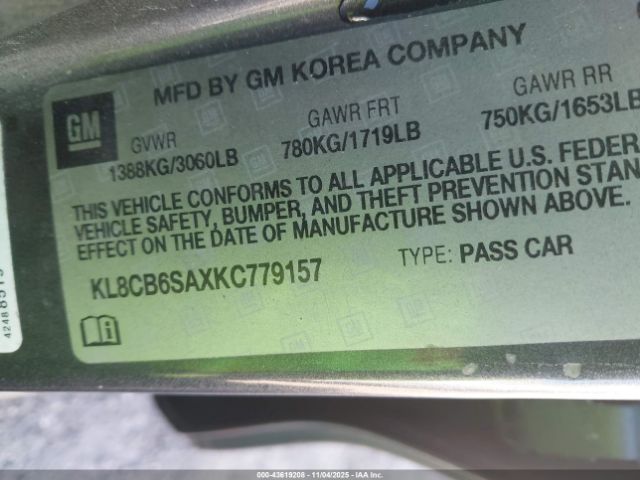 MFD BY GM KOREA COMPANY
GM
GVWR
1388KG/3060LB
GAWR FRT
780KG/1719LB
GAWR RR
750KG/1653LB
THIS VEHICLE CONFORMS TO ALL APPLICABLE U.S. FEDER
VEHICLE SAFETY, BUMPER, AND THEFT PREVENTION STAN
EFFECT ON THE DATE OF MANUFACTURE SHOWN ABOVE.
KL8CB6SAXKC779157
TYPE: PASS CAR
000-43619208 - 11/04/2025 - IAAI.COM